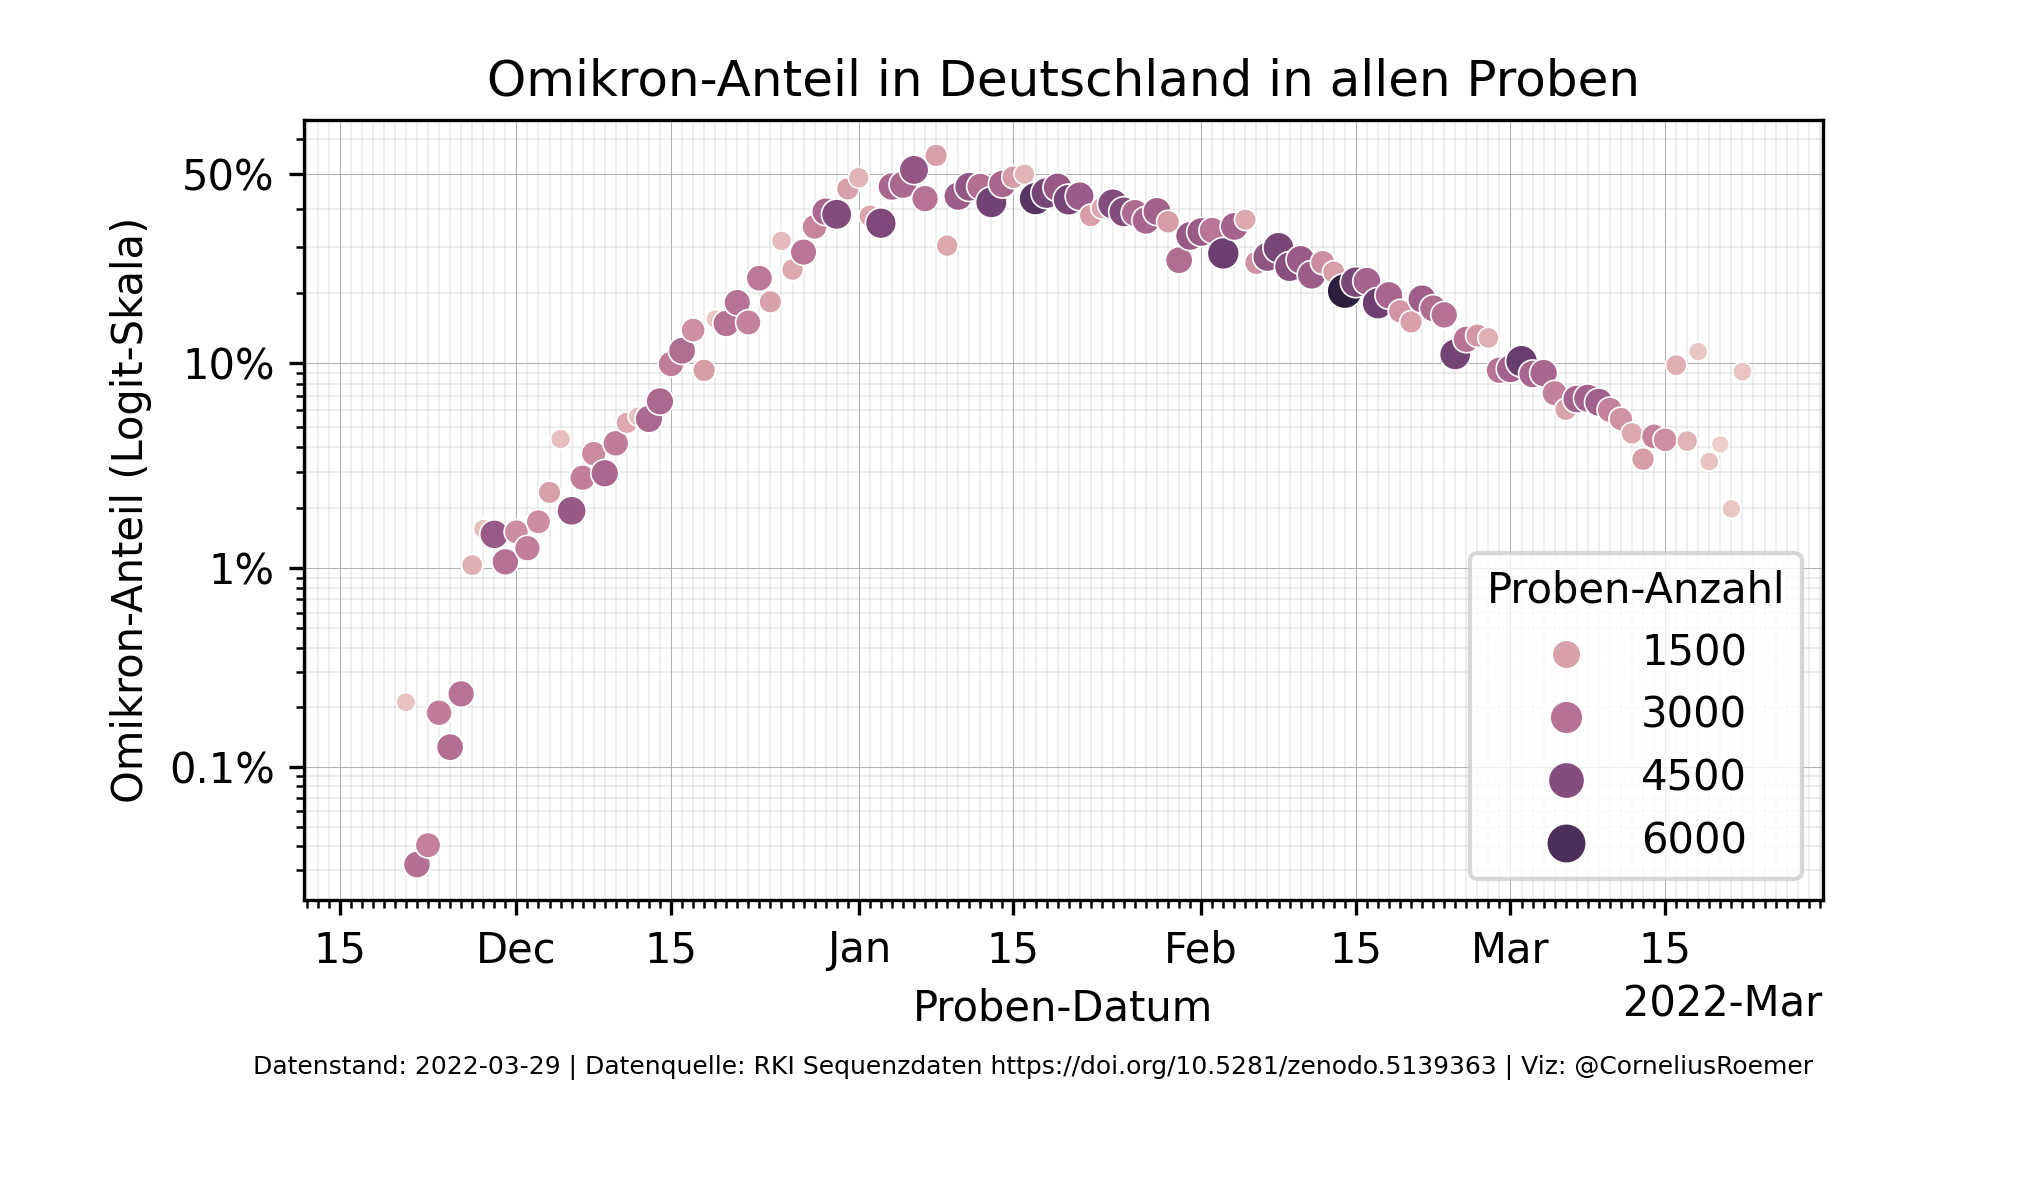 Omikron-Anteil in Deutschland in allen Proben
Omikron-Anteil (Logit-Skala)
50%
10%
1%
0.1%
Proben-Anzahl
1500
3000
4500
6000
15 Dec 15 Jan 15 Feb 15 Mar 15
2022-Mar
Proben-Datum
Datenstand: 2022-03-29 | Datenquelle: RKI Sequenzdaten https://doi.org/10.5281/zenodo.5139363 | Viz: @CorneliusRoemer